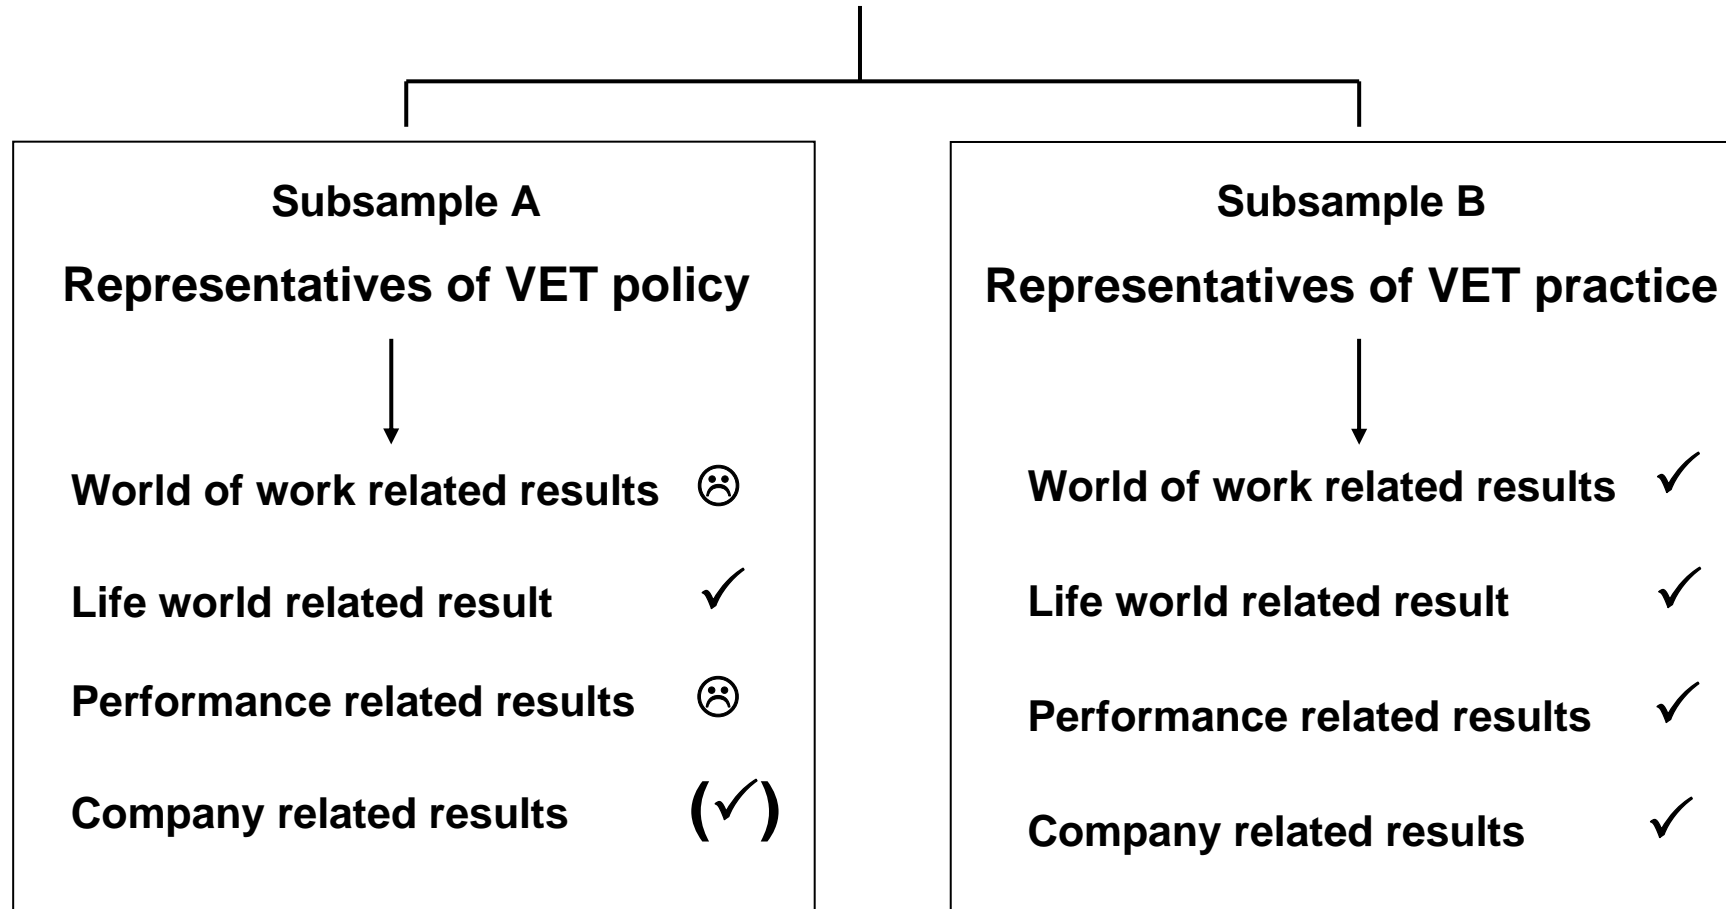 Subsample A
Representatives of VET policy
World of work related results ☹
Life world related result ✓
Performance related results ☹
Company related results (✓)
Subsample B
Representatives of VET practice
World of work related results ✓
Life world related result ✓
Performance related results ✓
Company related results ✓